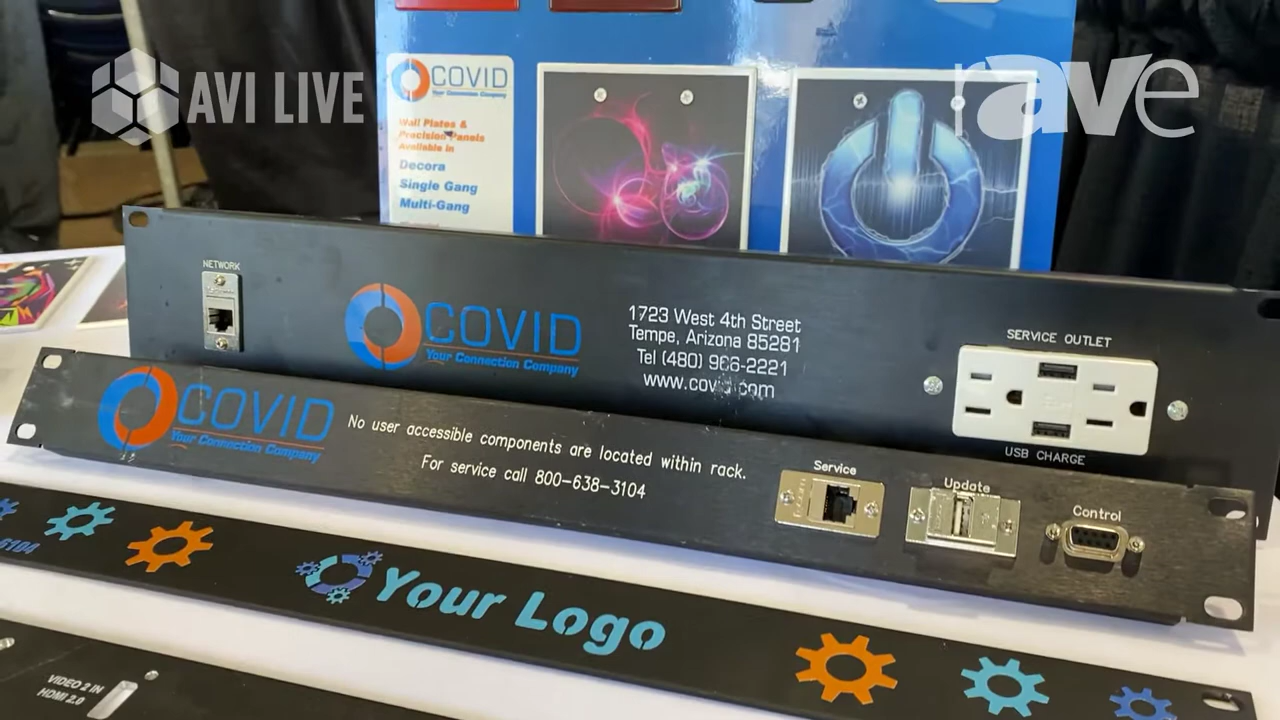 AVI LIVE
rave
COVID
Your Connection Company
Wall Plates &
Precision Panels
Available in
Decora
Single Gang
Multi-Gang
NETWORK
COVID
Your Connection Company
1723 West 4th Street
Tempe, Arizona 85281
Tel (480) 966-2221
www.covid.com
SERVICE OUTLET
USB CHARGE
COVID
Your Connection Company
No user accessible components are located within rack.
For service call 800-638-3104
Service
Update
Control
Your Logo
VIDEO 2 IN
HDMI 2.0